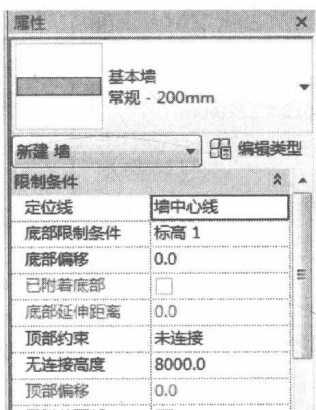 属性
基本墙
常规 - 200mm
新建 墙
编辑类型
限制条件
定位线 墙中心线
底部限制条件 标高 1
底部偏移 0.0
已附着底部
底部延伸距离 0.0
顶部约束 未连接
无连接高度 8000.0
顶部偏移 0.0